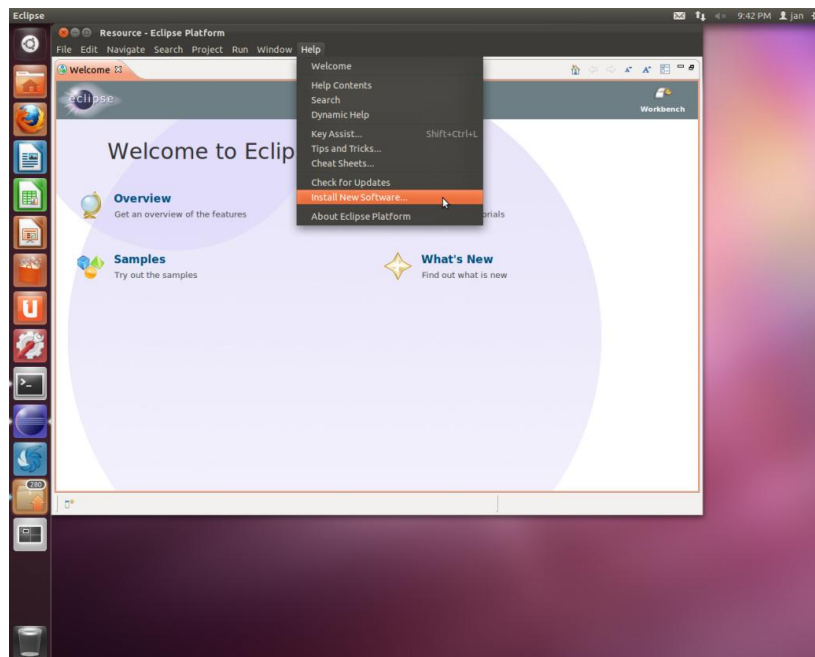 Eclipse
9:42 PM jan
Resource - Eclipse Platform
File Edit Navigate Search Project Run Window Help
Welcome
eclipse
Workbench
Welcome
Help Contents
Search
Dynamic Help
Key Assist... Shift+Ctrl+L
Tips and Tricks...
Cheat Sheets...
Check for Updates
Install New Software...
About Eclipse Platform
Welcome to Eclip
Overview
Get an overview of the features
orials
Samples
Try out the samples
What's New
Find out what is new
280